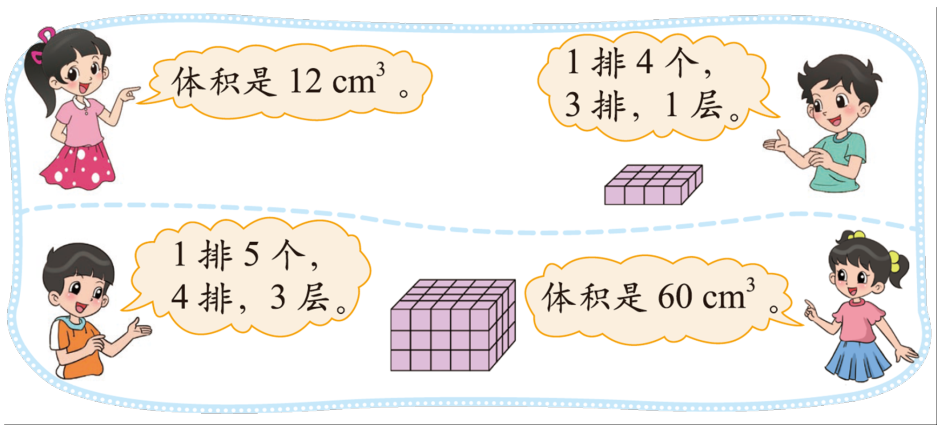 体积是 12 cm³。
1 排 4 个，
3 排，1 层。
1 排 5 个，
4 排，3 层。
体积是 60 cm³。